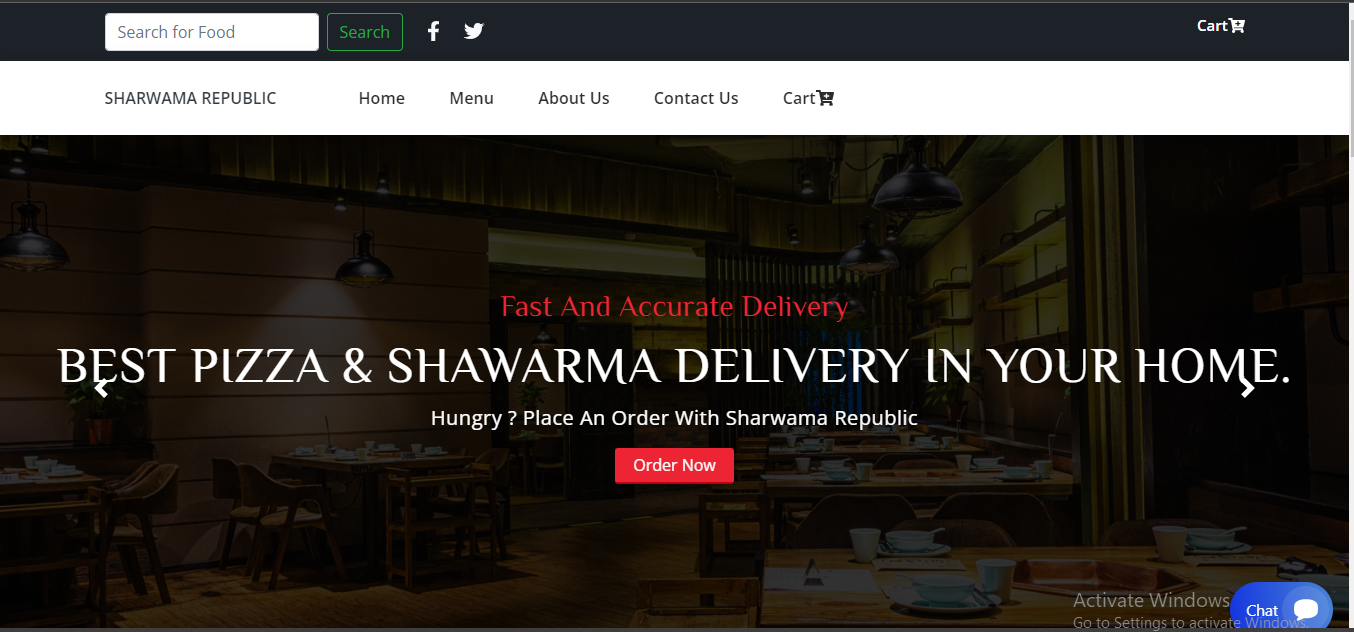 Search for Food
Search
Cart
SHARWAMA REPUBLIC
Home
Menu
About Us
Contact Us
Cart
Fast And Accurate Delivery
BEST PIZZA & SHAWARMA DELIVERY IN YOUR HOME.
Hungry ? Place An Order With Sharwama Republic
Order Now
Activate Windows
Go to Settings to activate Windows.
Chat